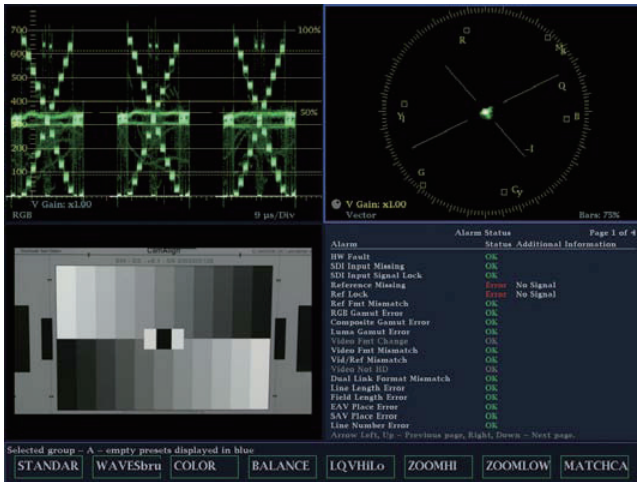 700
600
500
400
300
200
100
100%
50%
V Gain: x1.00
RGB
9 µs/Div
R
Mg
Q
B
Yl
-I
G
Cy
V Gain: x1.00
Vector
Bars: 75%
CamAlign
Alarm Status Page 1 of 4
Alarm Status Additional Information
HW Fault OK
SDI Input Missing OK
SDI Input Signal Lock OK
Reference Missing Error No Signal
Ref Lock Error No Signal
Ref Fmt Mismatch OK
RGB Gamut Error OK
Composite Gamut Error OK
Luma Gamut Error OK
Video Fmt Change OK
Video Fmt Mismatch OK
Vid/Ref Mismatch OK
Video Not HD OK
Dual Link Format Mismatch OK
Line Length Error OK
Field Length Error OK
EAV Place Error OK
SAV Place Error OK
Line Number Error OK
Arrow Left, Up - Previous page, Right, Down - Next page.
Selected group - A - empty presets displayed in blue
STANDAR WAVESbru COLOR BALANCE LQVHiLo ZOOMHI ZOOMLOW MATCHCA